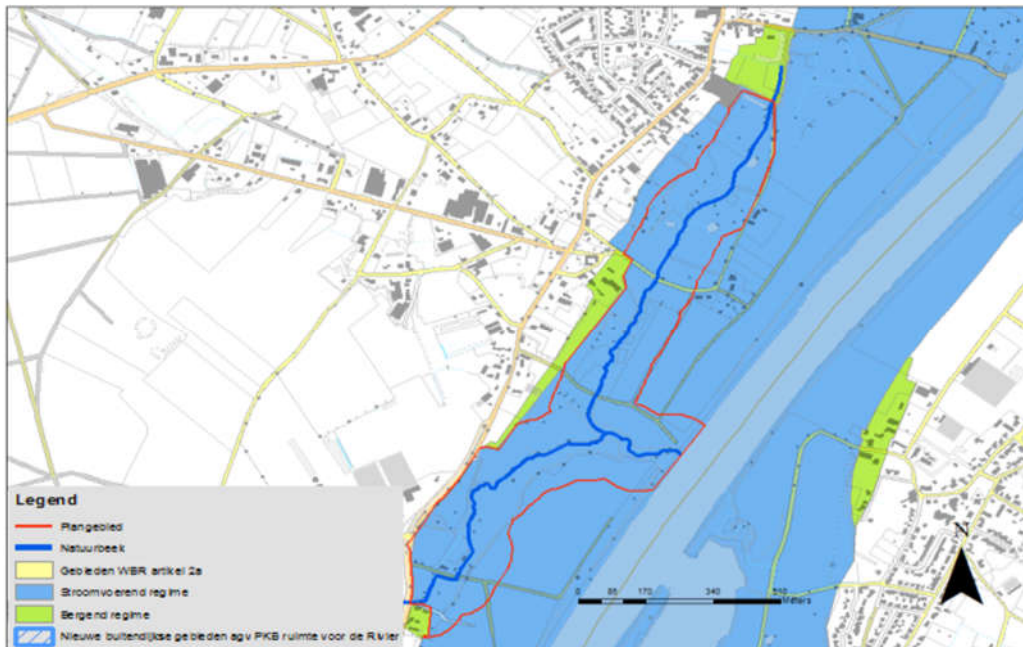 N
0 85 170 340 510
Meters
Legend
Plangebied
Natuurbeek
Gebieden WBR artikel 2a
Stroomvoerend regime
Bergend regime
Nieuwe buitendijkse gebieden agv PKB ruimte voor de Rivier